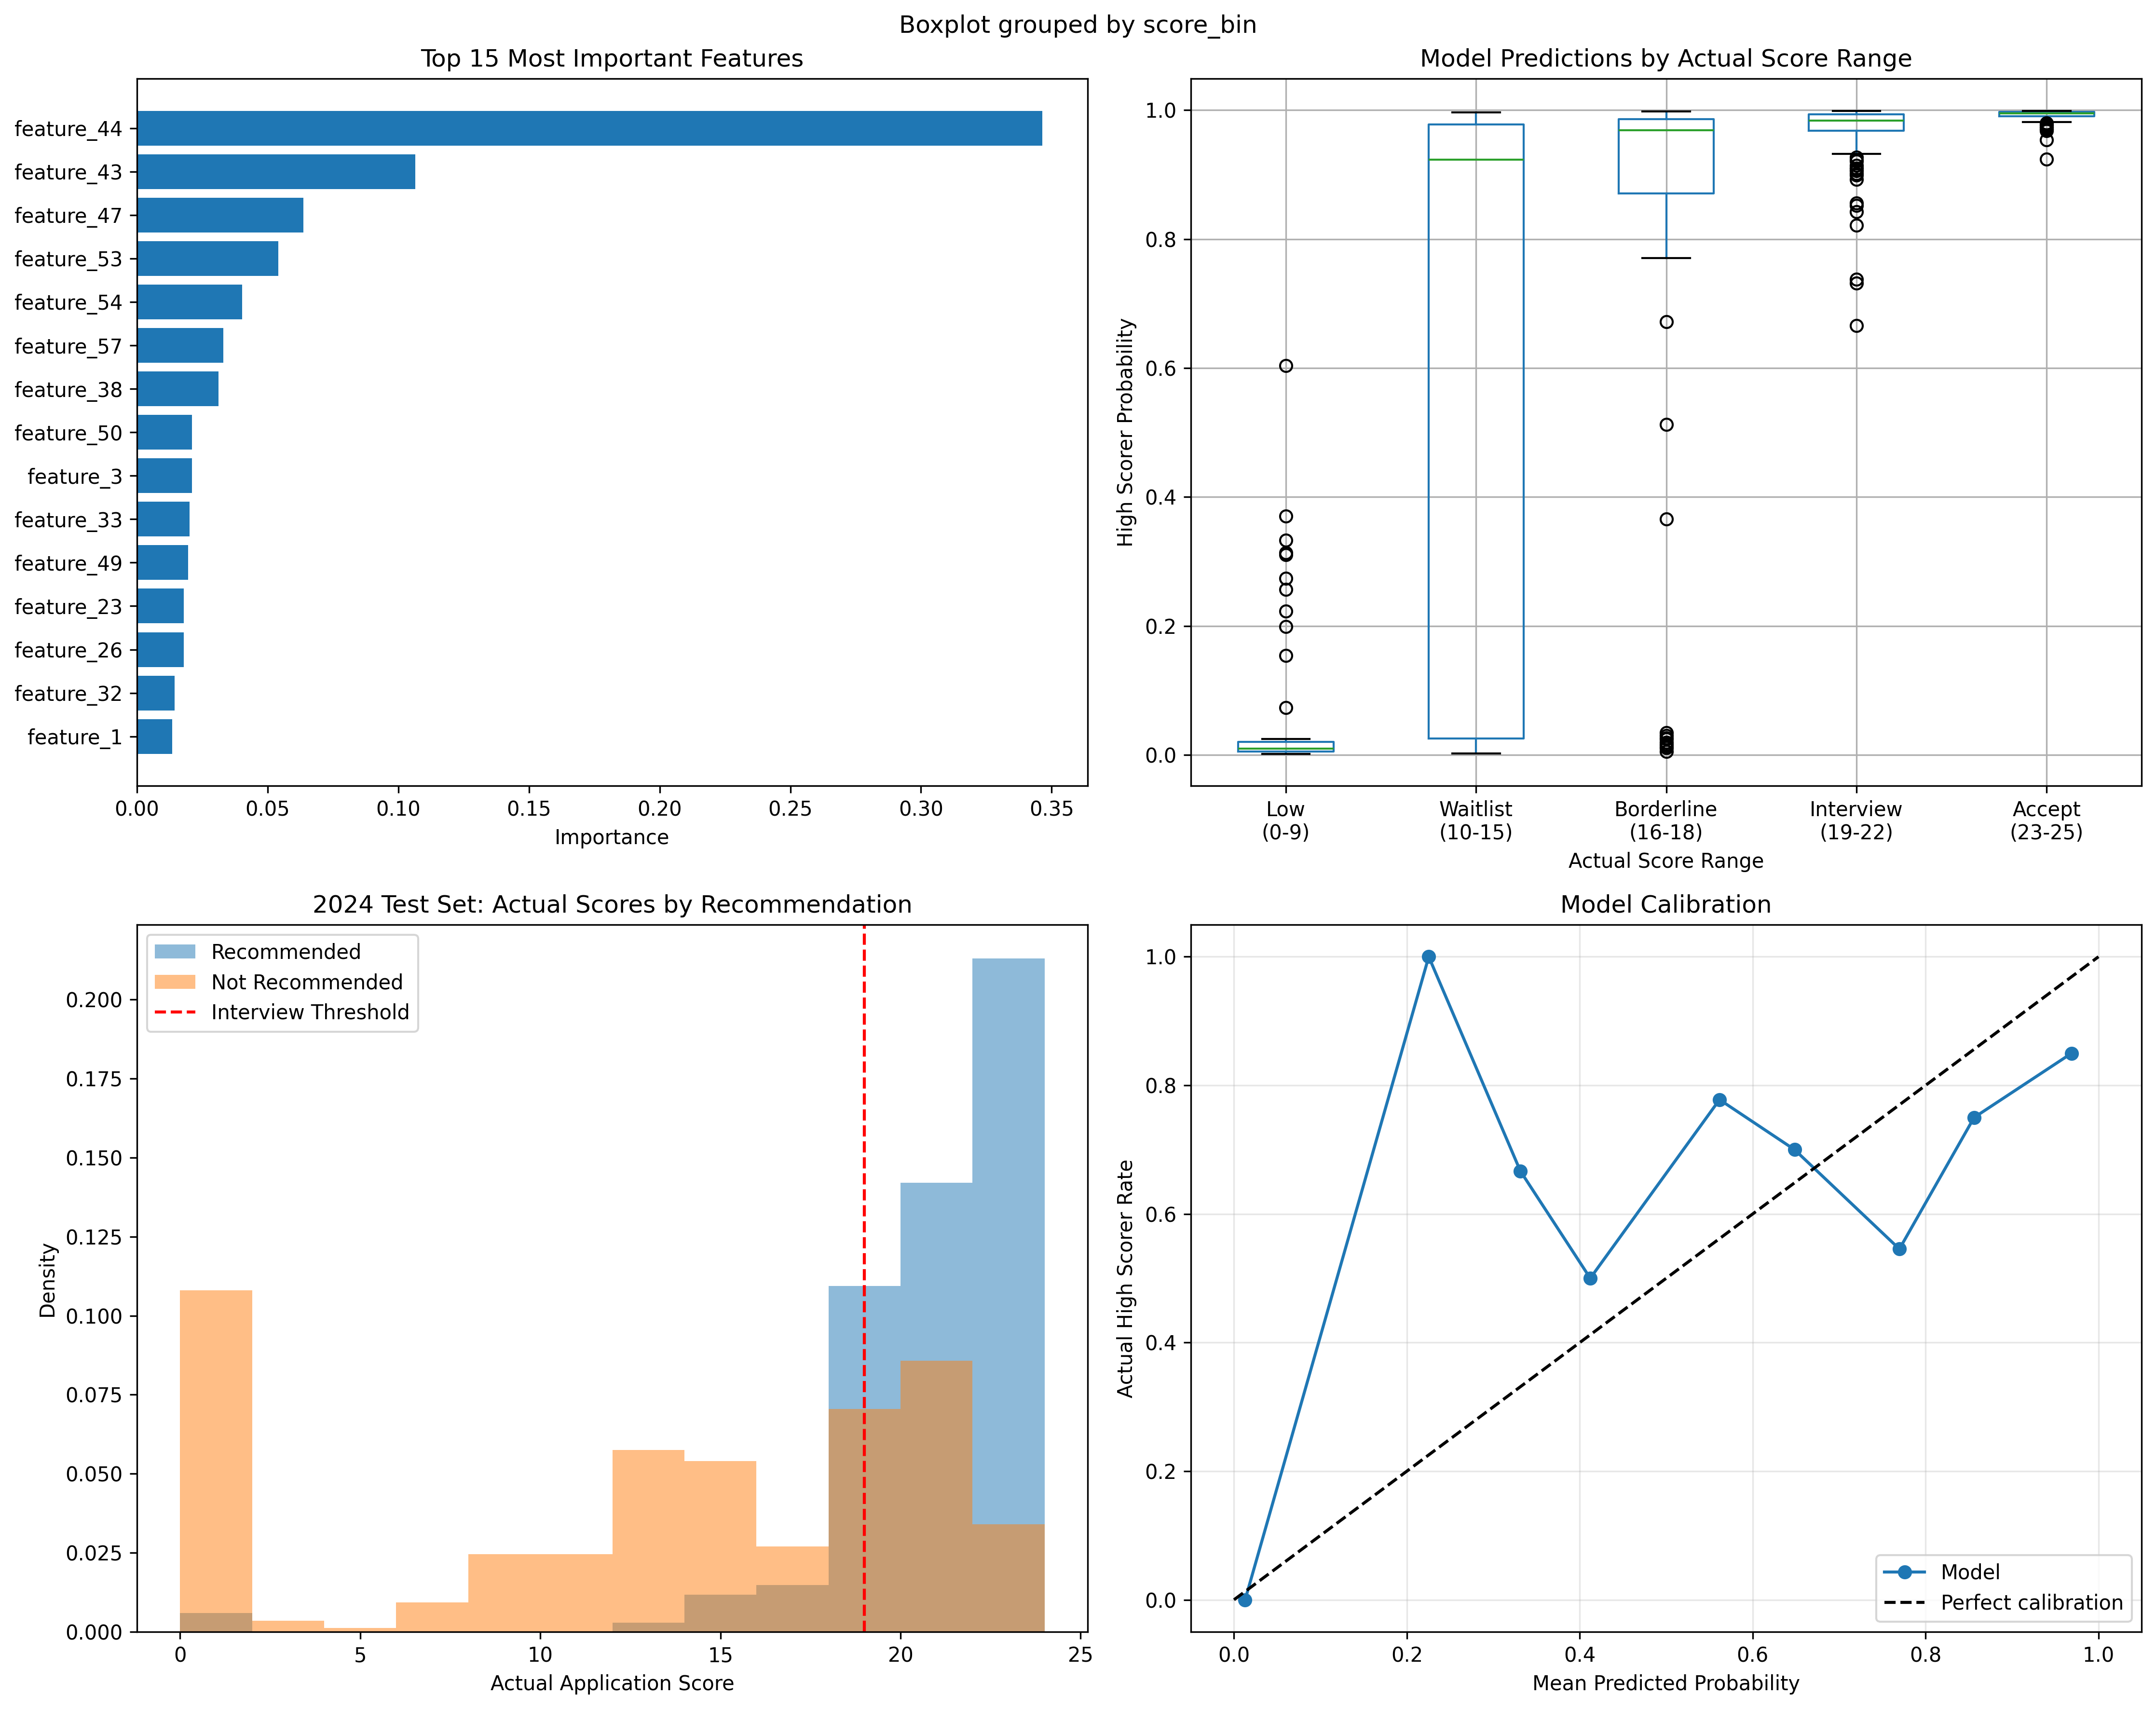 Boxplot grouped by score_bin
Top 15 Most Important Features
feature_44
feature_43
feature_47
feature_53
feature_54
feature_57
feature_38
feature_50
feature_3
feature_33
feature_49
feature_23
feature_26
feature_32
feature_1
0.00 0.05 0.10 0.15 0.20 0.25 0.30 0.35
Importance
Model Predictions by Actual Score Range
High Scorer Probability
1.0
0.8
0.6
0.4
0.2
0.0
Low Waitlist Borderline Interview Accept
(0-9) (10-15) (16-18) (19-22) (23-25)
Actual Score Range
2024 Test Set: Actual Scores by Recommendation
Recommended
Not Recommended
Interview Threshold
Density
0.200
0.175
0.150
0.125
0.100
0.075
0.050
0.025
0.000
0 5 10 15 20 25
Actual Application Score
Model Calibration
Actual High Scorer Rate
1.0
0.8
0.6
0.4
0.2
0.0
Model
Perfect calibration
0.0 0.2 0.4 0.6 0.8 1.0
Mean Predicted Probability